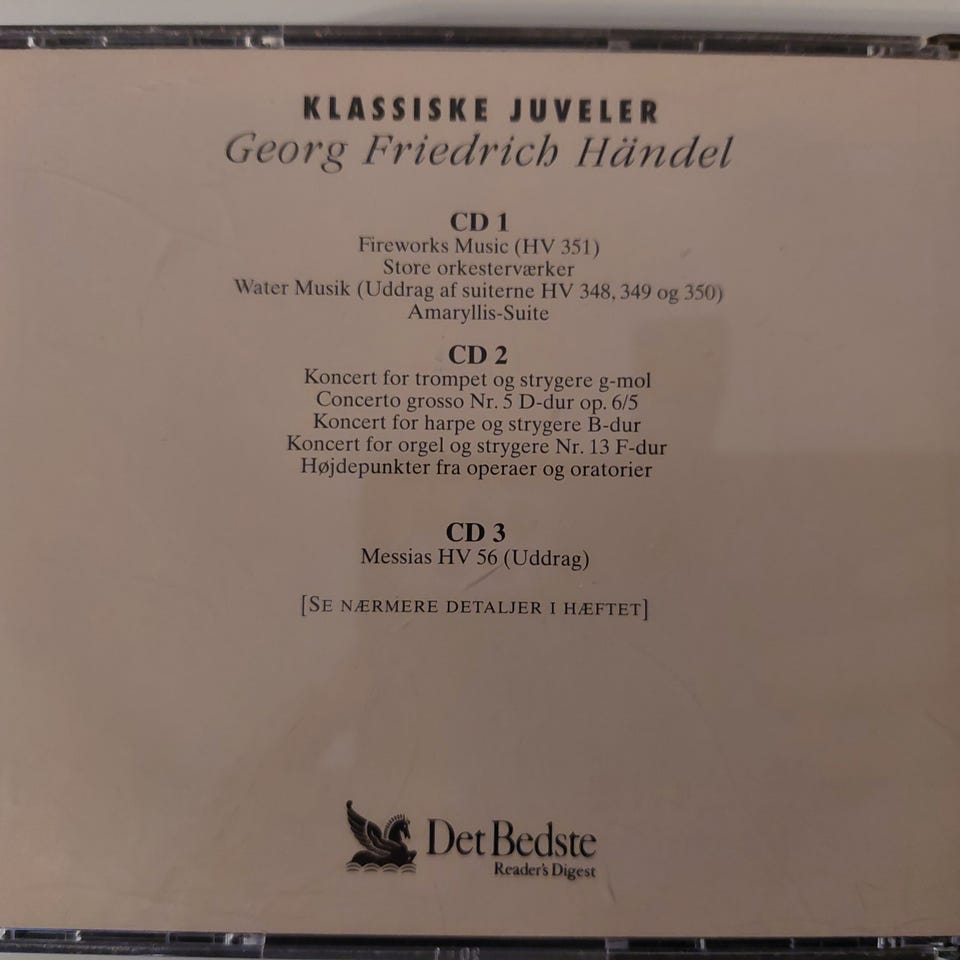 KLASSISKE JUVELER
Georg Friedrich Händel
CD 1
Fireworks Music (HV 351)
Store orkesterværker
Water Musik (Uddrag af suiterne HV 348, 349 og 350)
Amaryllis-Suite
CD 2
Koncert for trompet og strygere g-mol
Concerto grosso Nr. 5 D-dur op. 6/5
Koncert for harpe og strygere B-dur
Koncert for orgel og strygere Nr. 13 F-dur
Højdepunkter fra operaer og oratorier
CD 3
Messias HV 56 (Uddrag)
[SE NÆRMERE DETALJER I HÆFTET]
Det Bedste
Reader's Digest